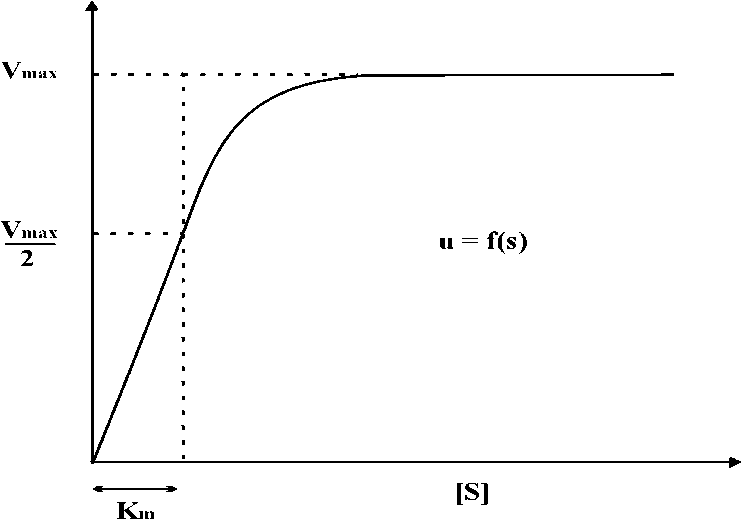 Vmax
Vmax
2
u = f(s)
[S]
Km